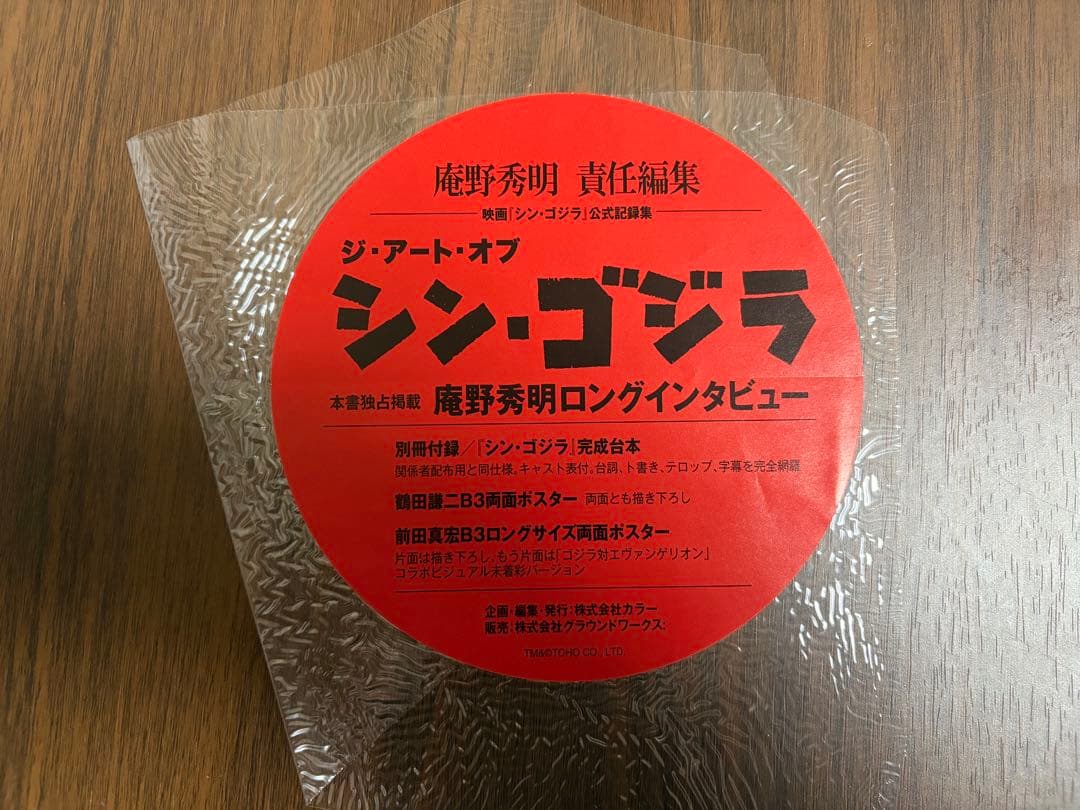 庵野秀明 責任編集
映画『シン・ゴジラ』公式記録集
ジ・アート・オブ
シン・ゴジラ
本書独占掲載 庵野秀明ロングインタビュー
別冊付録／『シン・ゴジラ』完成台本
関係者配布用と同仕様。キャスト表付。台詞、ト書き、テロップ、字幕を完全網羅
鶴田謙二B3両面ポスター 両面とも描き下ろし
前田真宏B3ロングサイズ両面ポスター
片面は描き下ろし、もう片面は「ゴジラ対エヴァンゲリオン」
コラボビジュアル未着彩バージョン
企画・編集・発行：株式会社カラー
販売：株式会社グラウンドワークス:
TM&©TOHO CO., LTD.